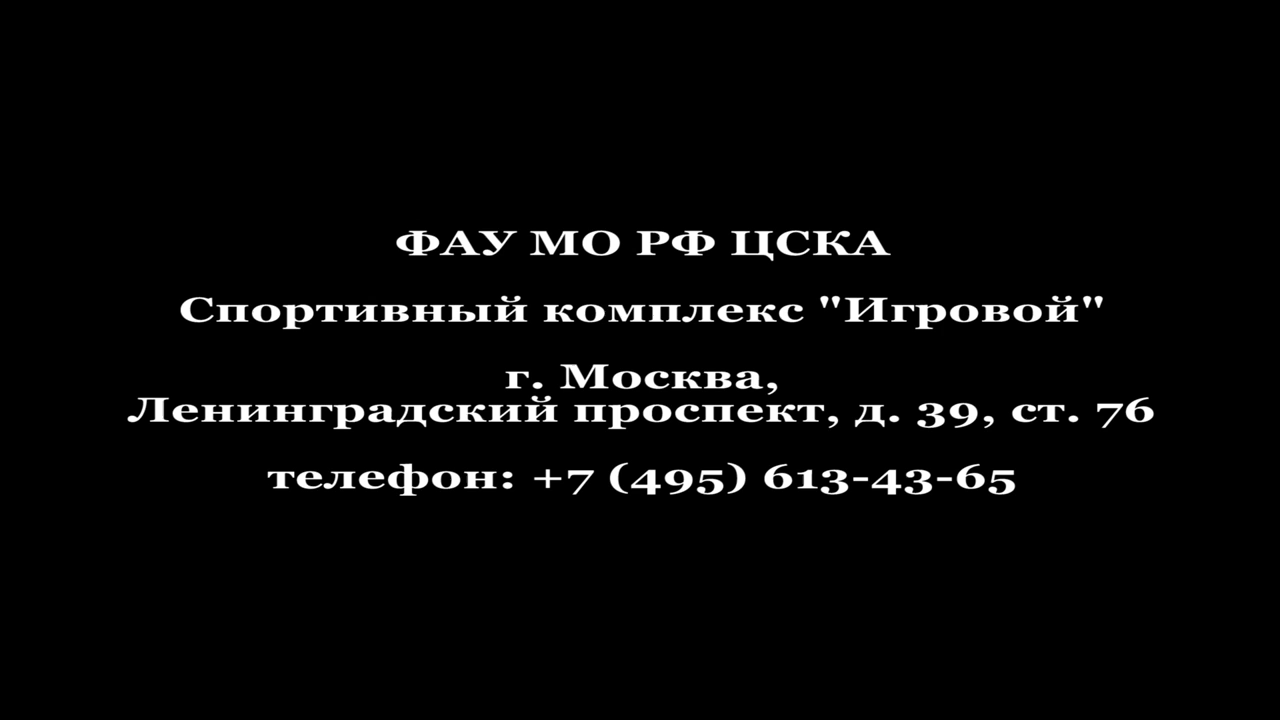 ФАУ МО РФ ЦСКА
Спортивный комплекс "Игровой"
г. Москва,
Ленинградский проспект, д. 39, ст. 76
телефон: +7 (495) 613-43-65